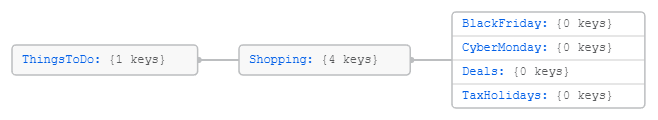 ThingsToDo: {1 keys}
Shopping: {4 keys}
BlackFriday: {0 keys}
CyberMonday: {0 keys}
Deals: {0 keys}
TaxHolidays: {0 keys}